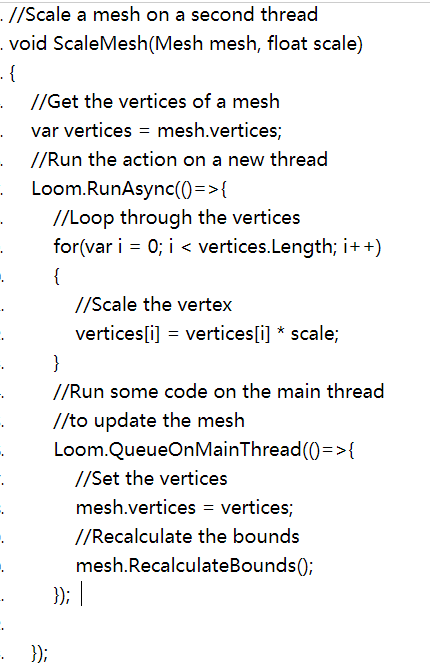 . //Scale a mesh on a second thread
. void ScaleMesh(Mesh mesh, float scale)
. {
.     //Get the vertices of a mesh
.     var vertices = mesh.vertices;
.     //Run the action on a new thread
.     Loom.RunAsync(()=>{
.         //Loop through the vertices
.         for(var i = 0; i < vertices.Length; i++)
.         {
.             //Scale the vertex
.             vertices[i] = vertices[i] * scale;
.         }
.         //Run some code on the main thread
.         //to update the mesh
.         Loom.QueueOnMainThread(()=>{
.             //Set the vertices
.             mesh.vertices = vertices;
.             //Recalculate the bounds
.             mesh.RecalculateBounds();
.         });
.
.     });